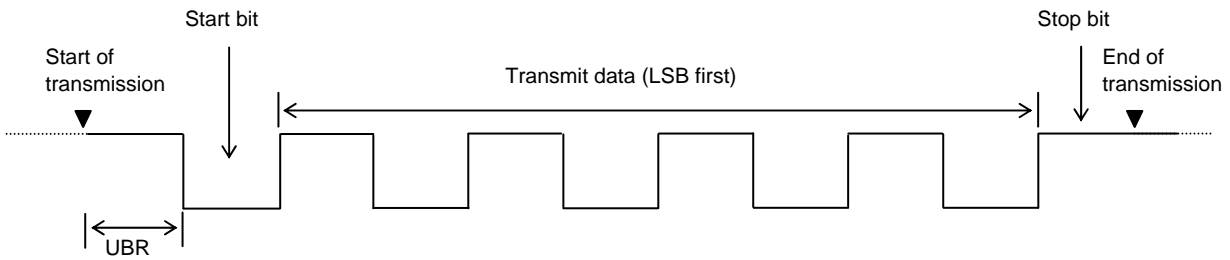 Start bit
Stop bit
Start of
transmission
End of
transmission
Transmit data (LSB first)
UBR